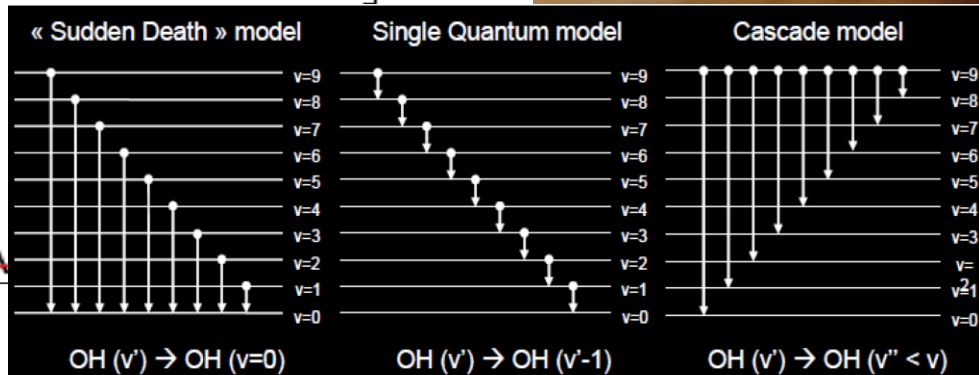 « Sudden Death » model
v=9
v=8
v=7
v=6
v=5
v=4
v=3
v=2
v=1
v=0
OH (v') → OH (v=0)
Single Quantum model
v=9
v=8
v=7
v=6
v=5
v=4
v=3
v=2
v=1
v=0
OH (v') → OH (v'-1)
Cascade model
v=9
v=8
v=7
v=6
v=5
v=4
v=3
v=
2
v=1
v=0
OH (v') → OH (v'' < v)